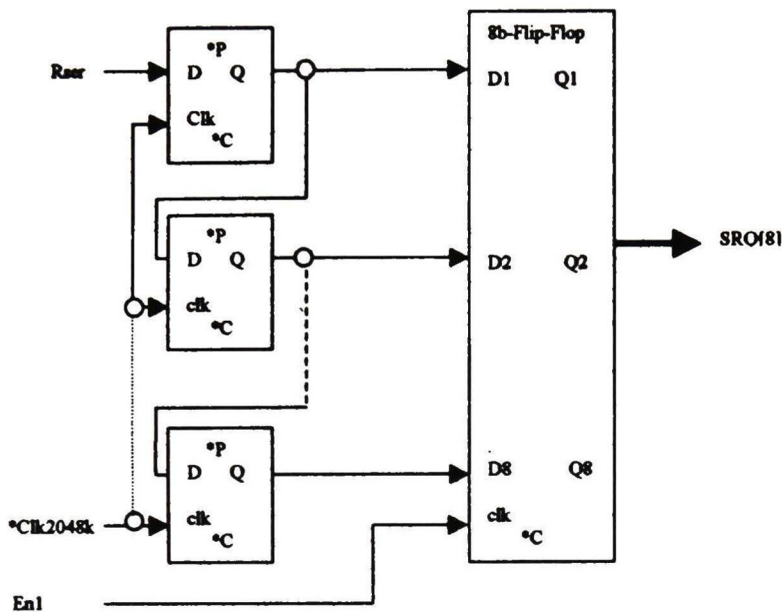 8b-Flip-Flop
*P
Rser
D Q
D1 Q1
Clk
*C
*P
SRO(8)
D Q
D2 Q2
clk
*C
*P
D Q
D8 Q8
*Clk2048k
clk
clk
*C
*C
En1